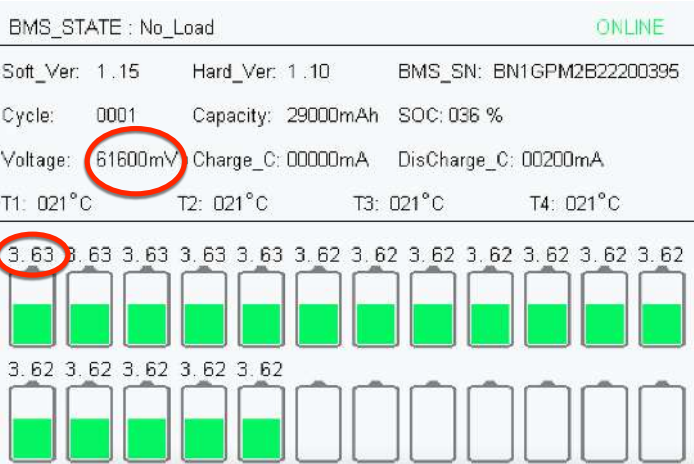 BMS_STATE : No_Load ONLINE
Soft_Ver: 1.15 Hard_Ver: 1.10 BMS_SN: BN1GPM2B22200395
Cycle: 0001 Capacity: 29000mAh SOC: 036 %
Voltage: 61600mV Charge_C: 00000mA DisCharge_C: 00200mA
T1: 021°C T2: 021°C T3: 021°C T4: 021°C
3.63 3.63 3.63 3.63 3.63 3.62 3.62 3.62 3.62 3.62 3.62 3.62
3.62 3.62 3.62 3.62 3.62